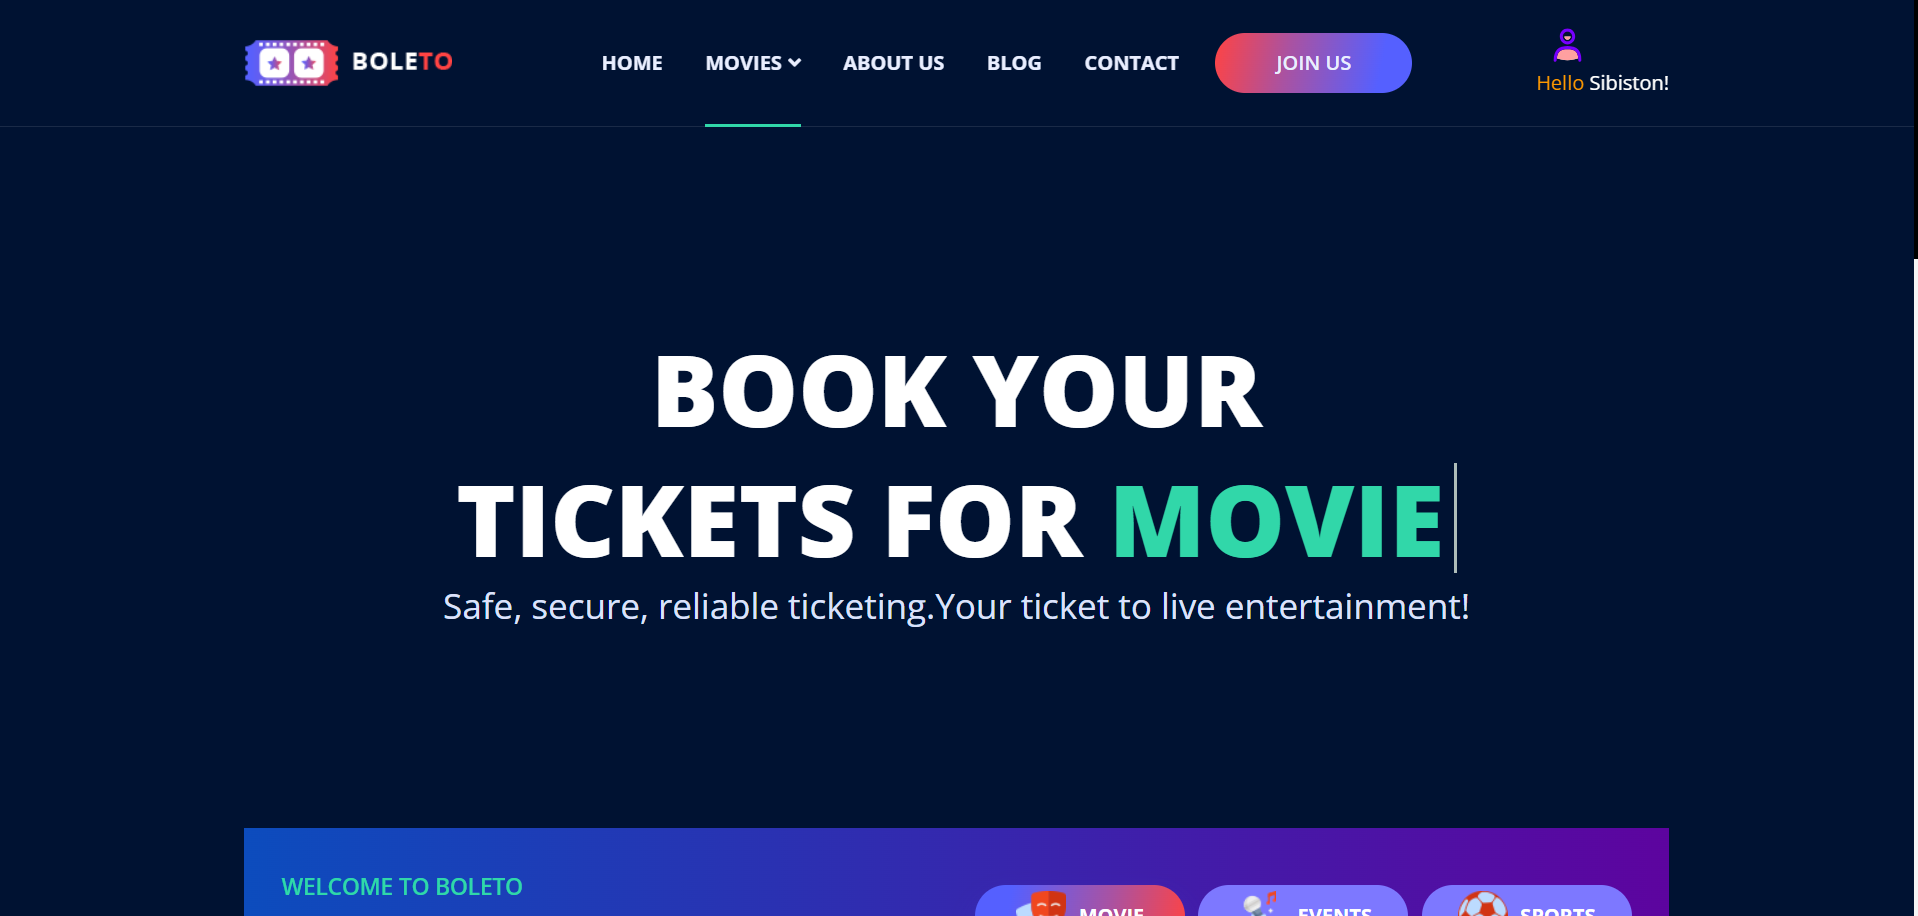 BOLETO
HOME MOVIES ABOUT US BLOG CONTACT JOIN US
Hello Sibiston!
BOOK YOUR
TICKETS FOR MOVIE
Safe, secure, reliable ticketing.Your ticket to live entertainment!
WELCOME TO BOLETO
MOVIE EVENTS SPORTS